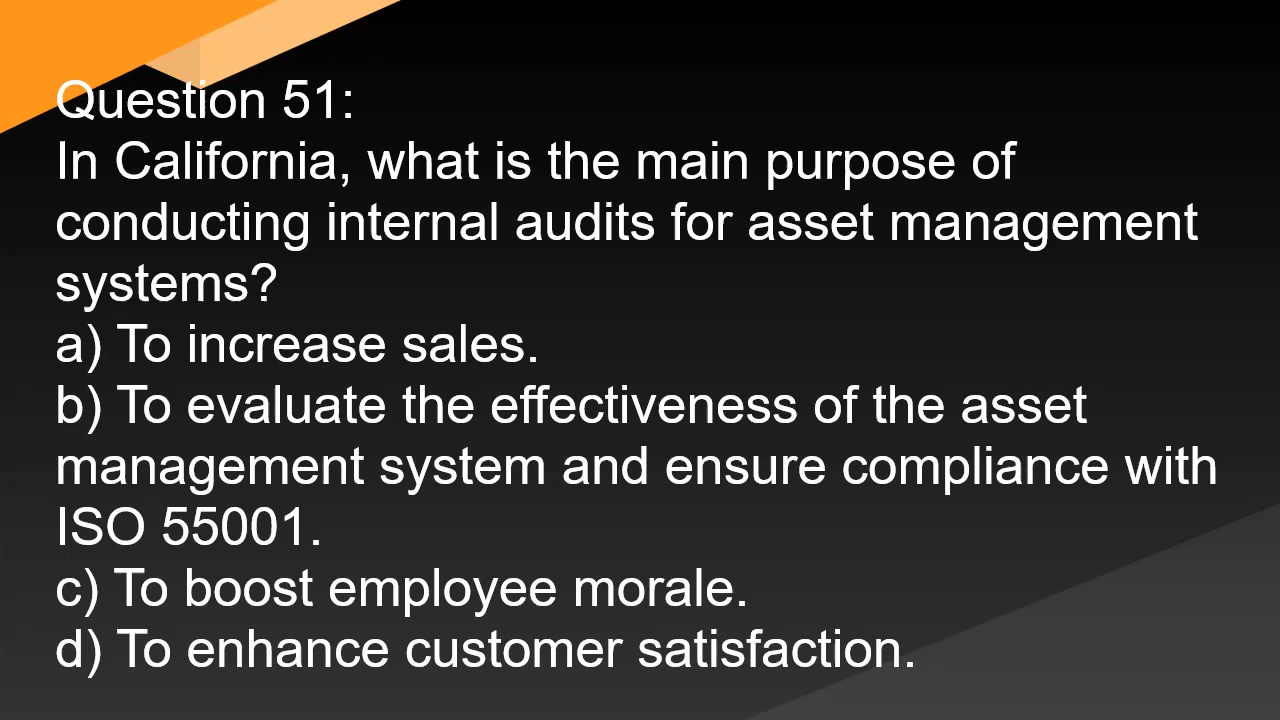 Question 51:
In California, what is the main purpose of
conducting internal audits for asset management
systems?
a) To increase sales.
b) To evaluate the effectiveness of the asset
management system and ensure compliance with
ISO 55001.
c) To boost employee morale.
d) To enhance customer satisfaction.